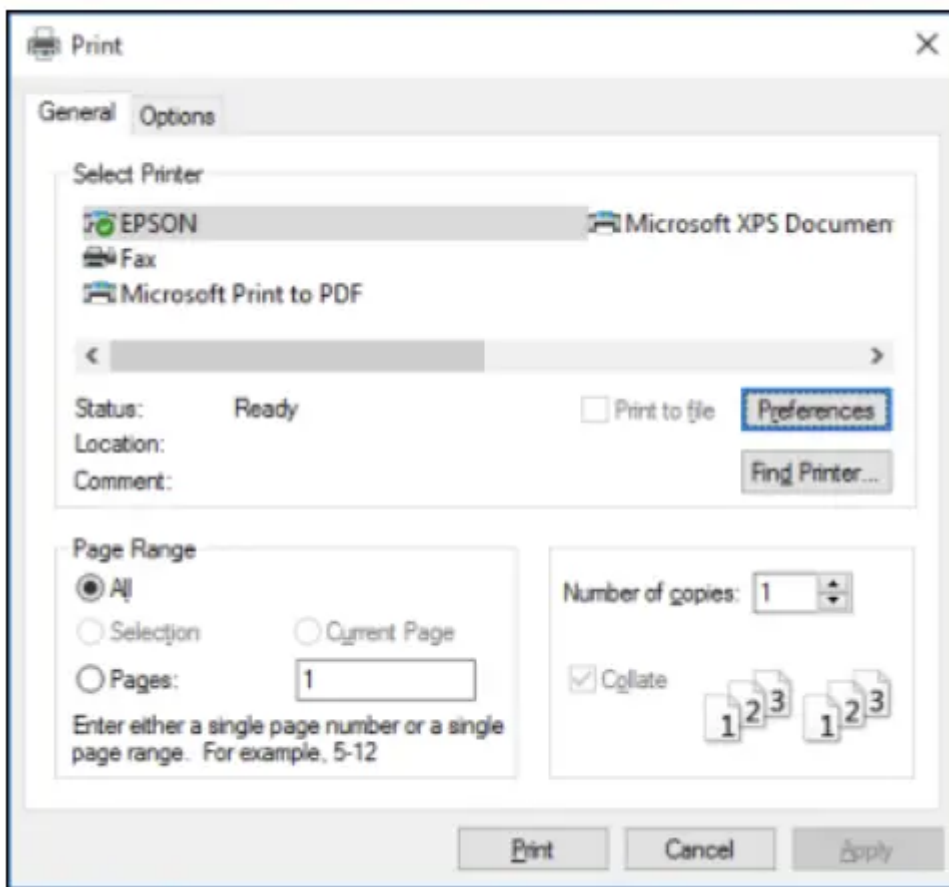 Print
General Options
Select Printer
EPSON Microsoft XPS Documen
Fax
Microsoft Print to PDF
Status: Ready Print to file Preferences
Location:
Comment: Find Printer...
Page Range
All
Selection Current Page
Pages: 1
Enter either a single page number or a single
page range. For example, 5-12
Number of copies: 1
Collate
1 2 3 1 2 3
Print Cancel Apply